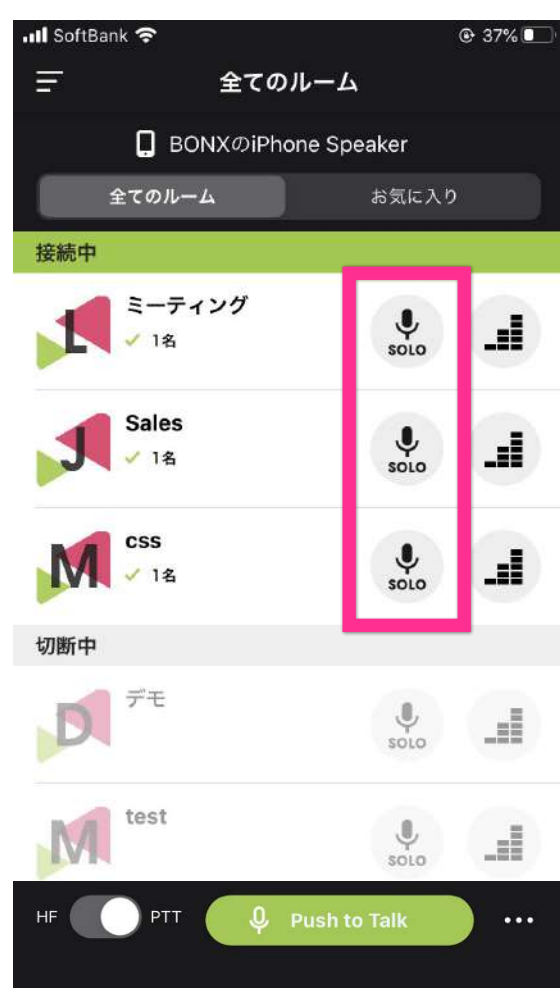 SoftBank 37%
全てのルーム
BONXのiPhone Speaker
全てのルーム お気に入り
接続中
L ミーティング
1名
SOLO
J Sales
1名
SOLO
M css
1名
SOLO
切断中
D デモ
SOLO
M test
SOLO
HF PTT Push to Talk